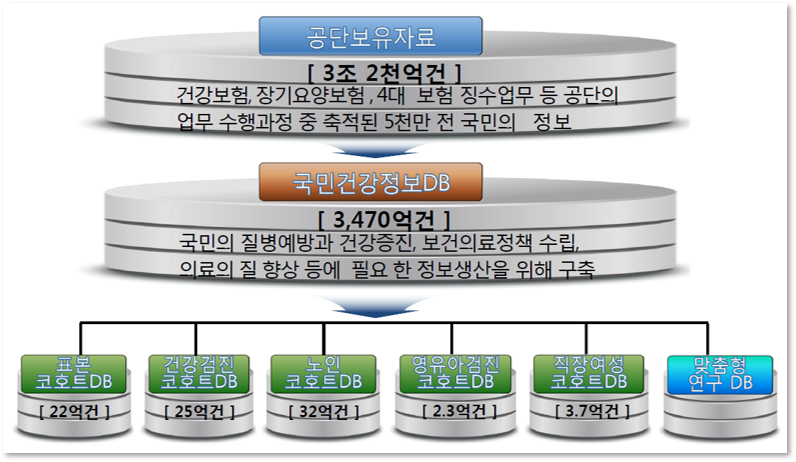 공단보유자료
[ 3조 2천억건 ]
건강보험, 장기요양보험 , 4대 보험 징수업무 등 공단의
업무 수행과정 중 축적된 5천만 전 국민의 정보
국민건강정보DB
[ 3,470억건 ]
국민의 질병예방과 건강증진, 보건의료정책 수립,
의료의 질 향상 등에 필요 한 정보생산을 위해 구축
표본
코호트DB
[ 22억건 ]
건강검진
코호트DB
[ 25억건 ]
노인
코호트DB
[ 32억건 ]
영유아검진
코호트DB
[ 2.3억건 ]
직장여성
코호트DB
[ 3.7억건 ]
맞춤형
연구 DB